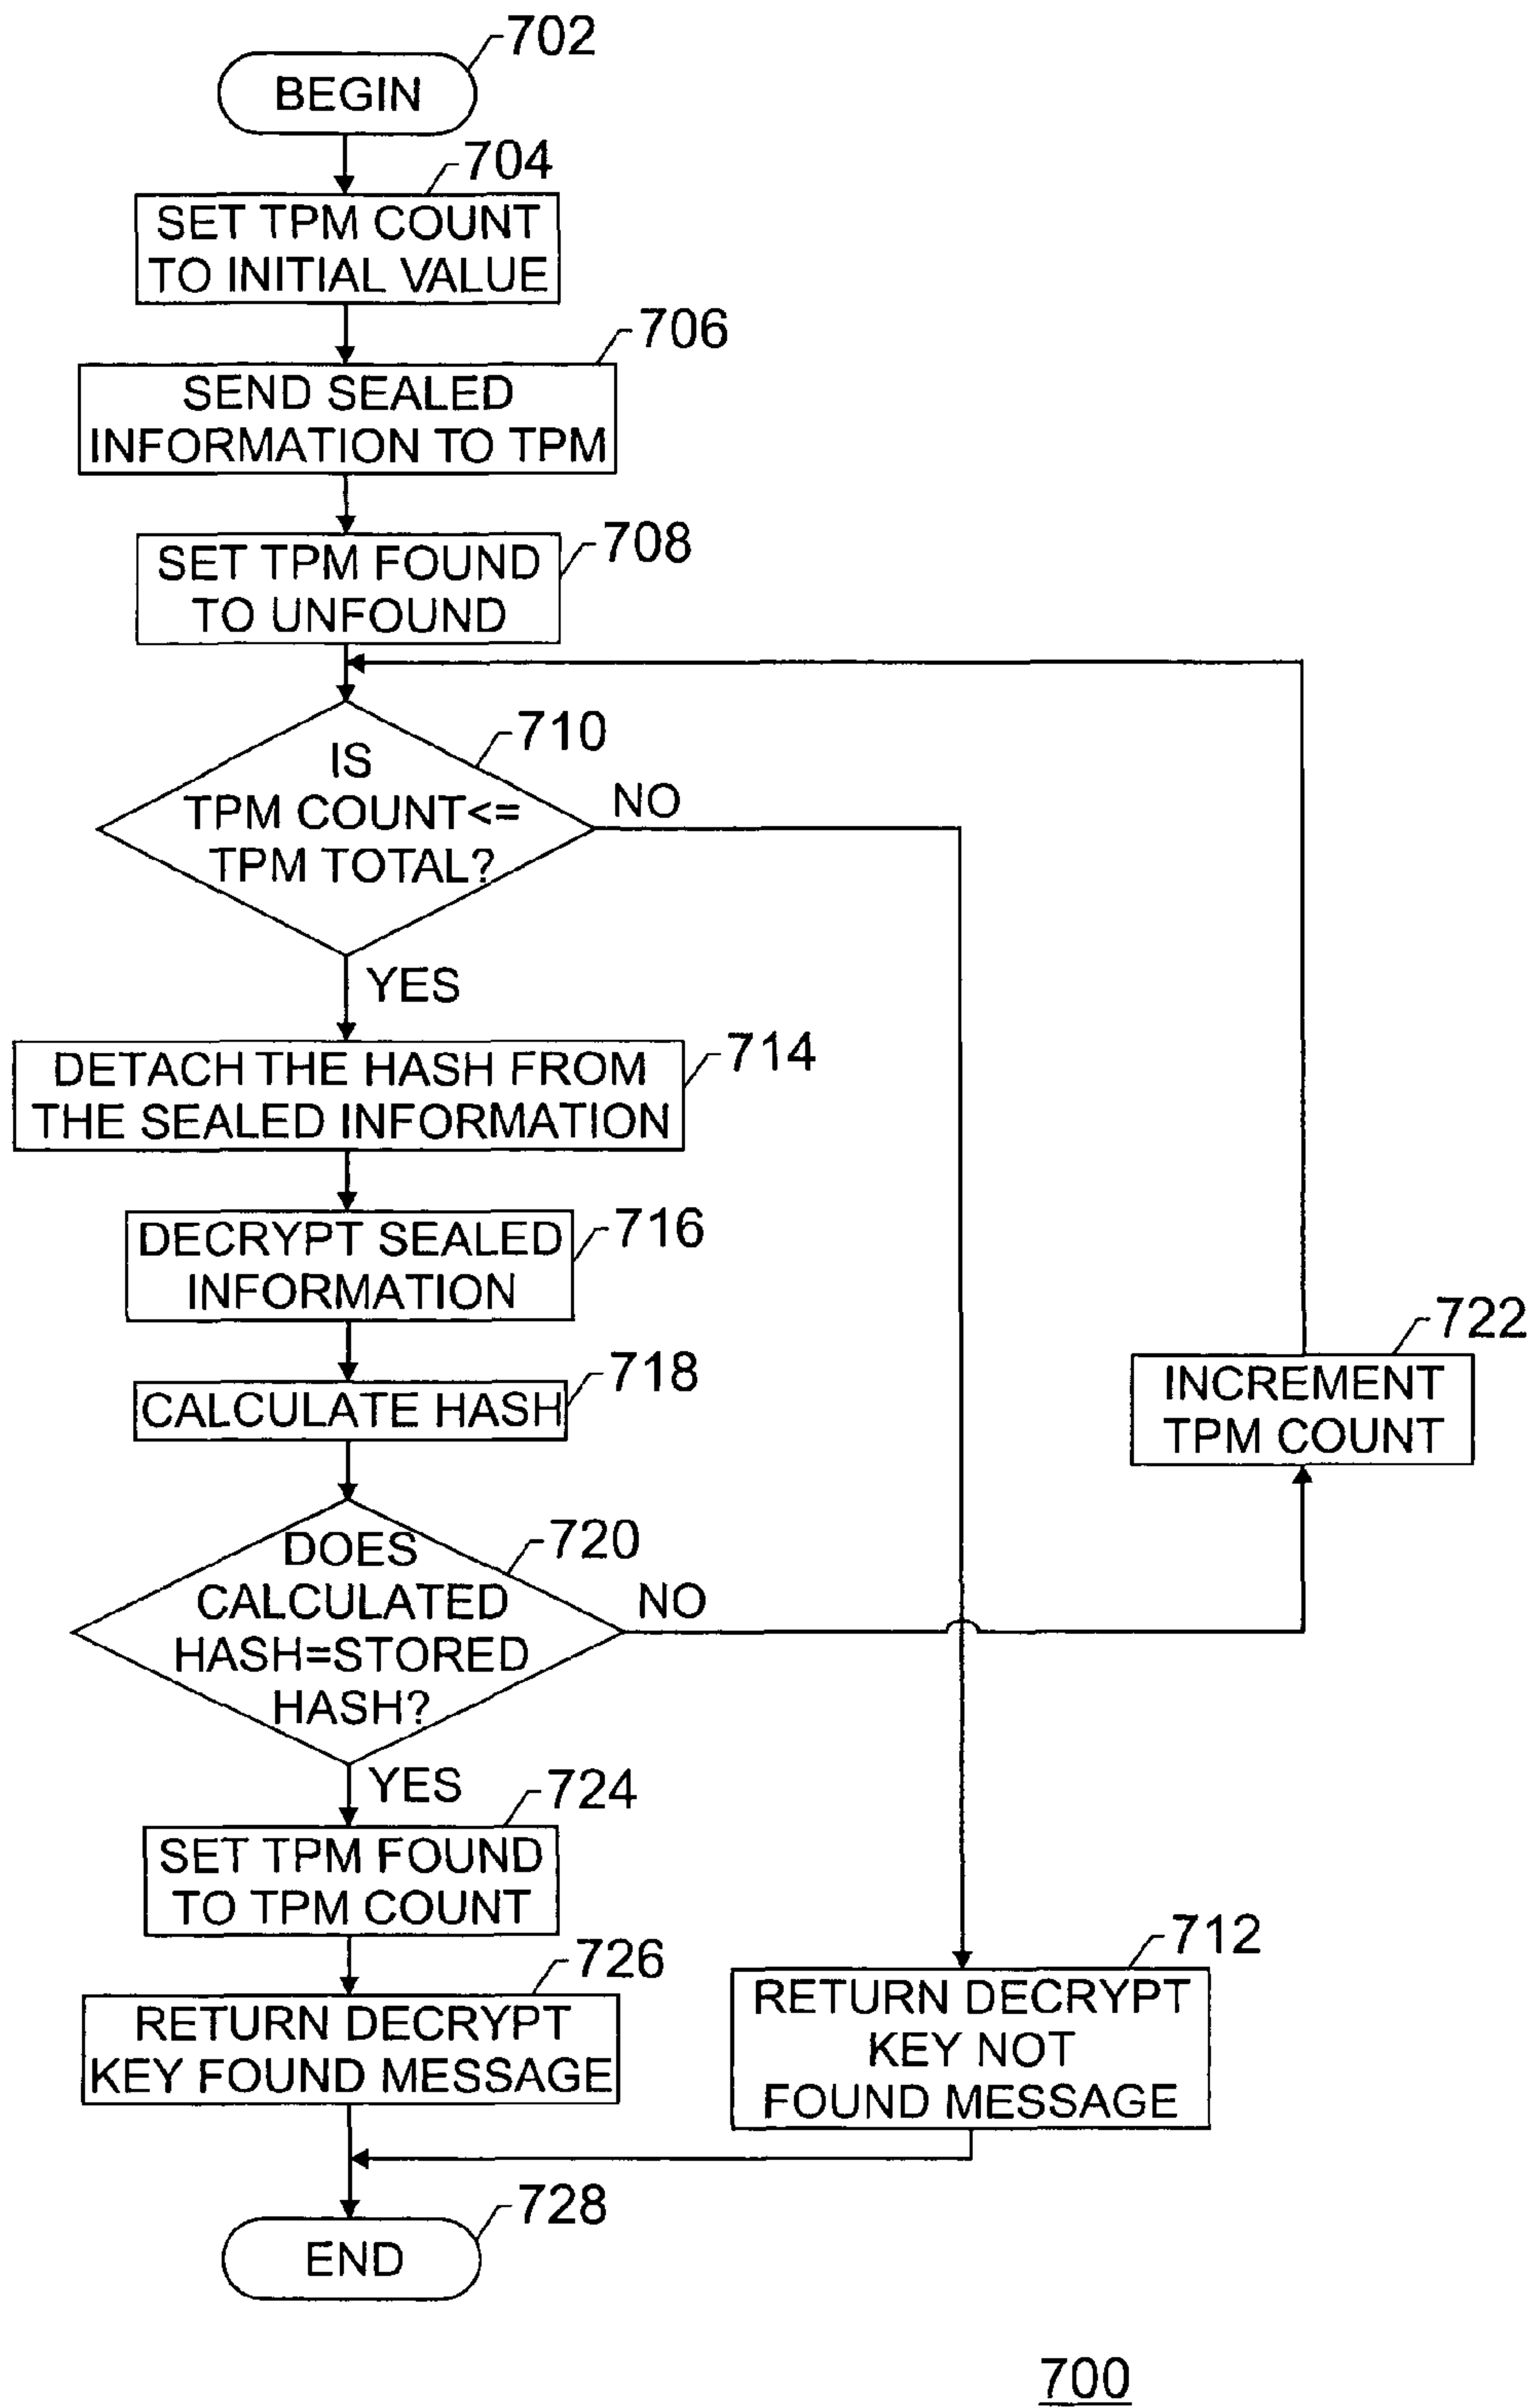 702
BEGIN
704
SET TPM COUNT
TO INITIAL VALUE
706
SEND SEALED
INFORMATION TO TPM
708
SET TPM FOUND
TO UNFOUND
710
IS
TPM COUNT<=
TPM TOTAL?
NO
YES
714
DETACH THE HASH FROM
THE SEALED INFORMATION
716
DECRYPT SEALED
INFORMATION
718
CALCULATE HASH
722
INCREMENT
TPM COUNT
720
DOES
CALCULATED
HASH=STORED
HASH?
NO
YES
724
SET TPM FOUND
TO TPM COUNT
726
RETURN DECRYPT
KEY FOUND MESSAGE
712
RETURN DECRYPT
KEY NOT
FOUND MESSAGE
728
END
700